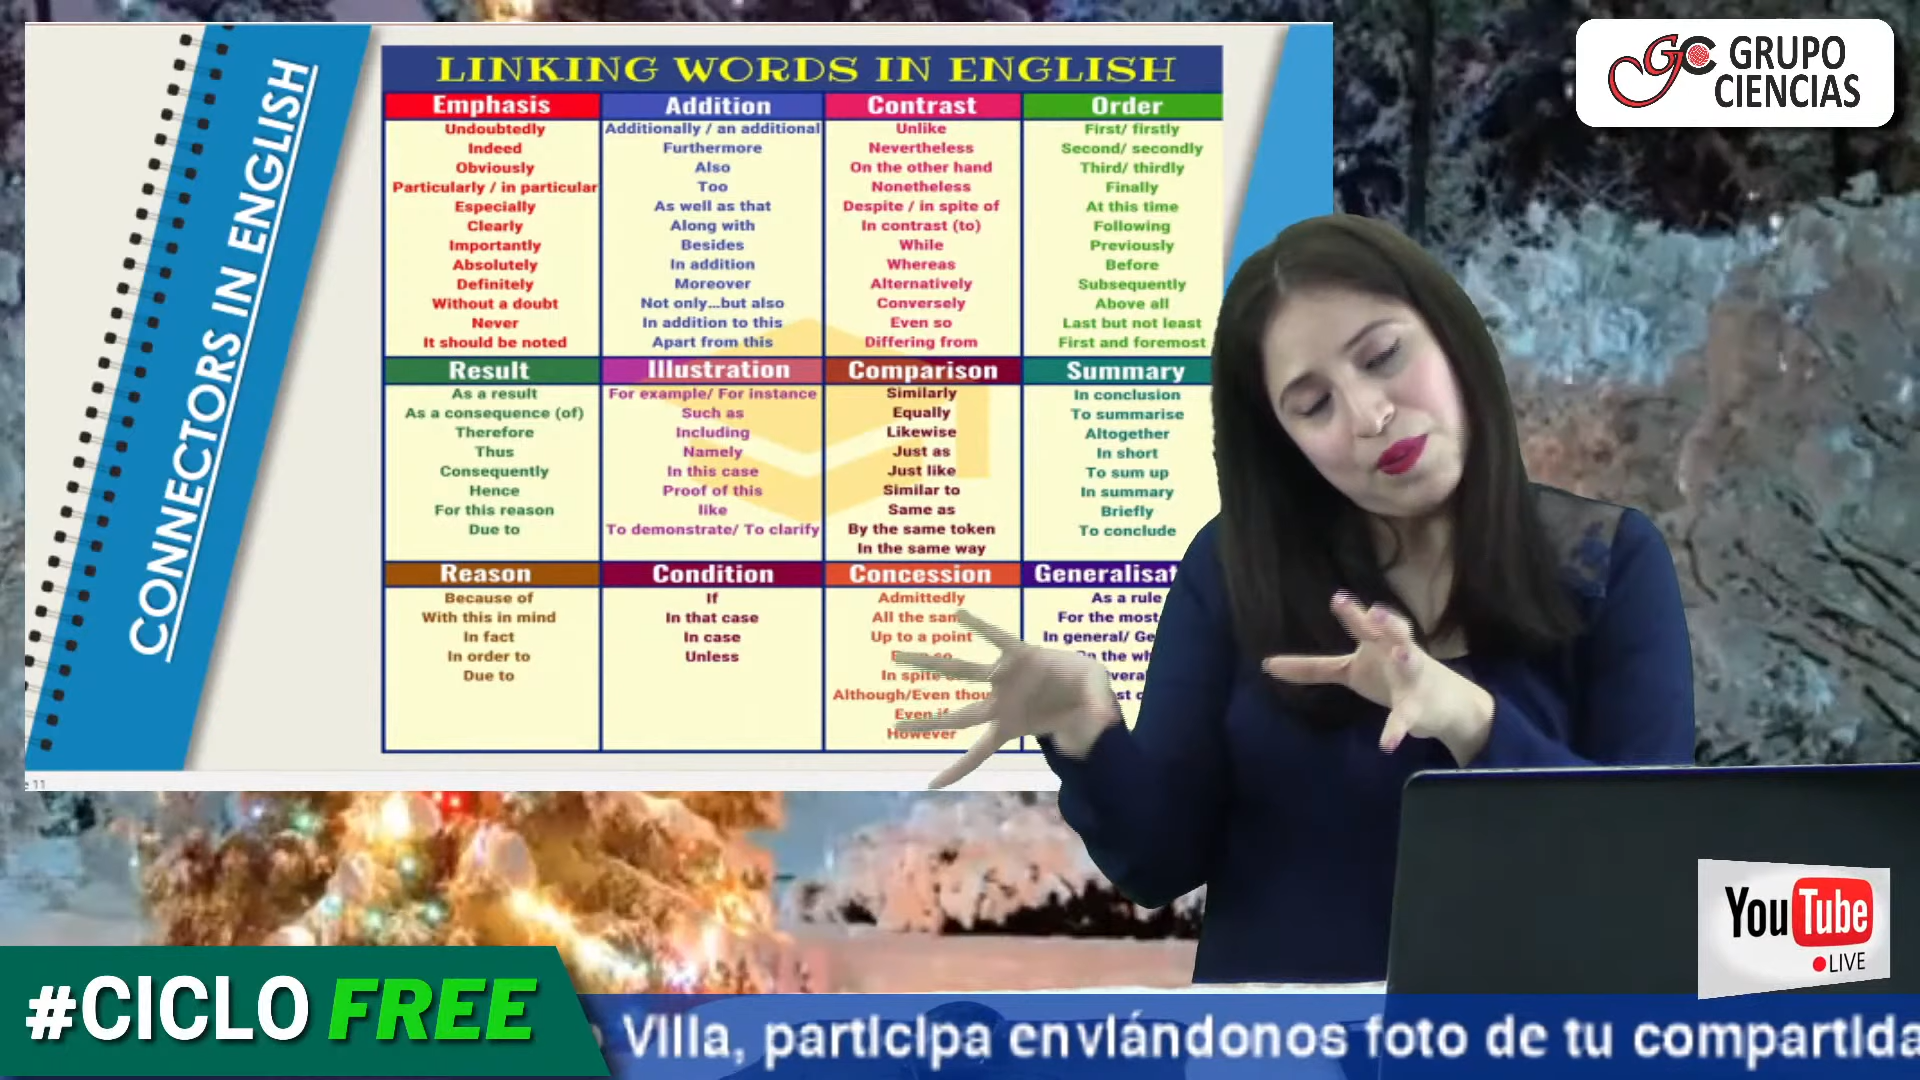 CONNECTORS IN ENGLISH
LINKING WORDS IN ENGLISH
Emphasis
Undoubtedly
Indeed
Obviously
Particularly / in particular
Especially
Clearly
Importantly
Absolutely
Definitely
Without a doubt
Never
It should be noted
Addition
Additionally / an additional
Furthermore
Also
Too
As well as that
Along with
Besides
In addition
Moreover
Not only...but also
In addition to this
Apart from this
Contrast
Unlike
Nevertheless
On the other hand
Nonetheless
Despite / in spite of
In contrast (to)
While
Whereas
Alternatively
Conversely
Even so
Differing from
Order
First/ firstly
Second/ secondly
Third/ thirdly
Finally
At this time
Following
Previously
Before
Subsequently
Above all
Last but not least
First and foremost
Result
As a result
As a consequence (of)
Therefore
Thus
Consequently
Hence
For this reason
Due to
Illustration
For example/ For instance
Such as
Including
Namely
In this case
Proof of this
like
To demonstrate/ To clarify
Comparison
Similarly
Equally
Likewise
Just as
Just like
Similar to
Same as
By the same token
In the same way
Summary
In conclusion
To summarise
Altogether
In short
To sum up
In summary
Briefly
To conclude
Reason
Because of
With this in mind
In fact
In order to
Due to
Condition
If
In that case
In case
Unless
Concession
Admittedly
All the
Up to a point
In spite
Although/Even
Even if
However
As a rule
For the most
In general/
the
11
GC GRUPO
CIENCIAS
YouTube
LIVE
#CICLO FREE
Villa, participa enviándonos foto de tu compartida